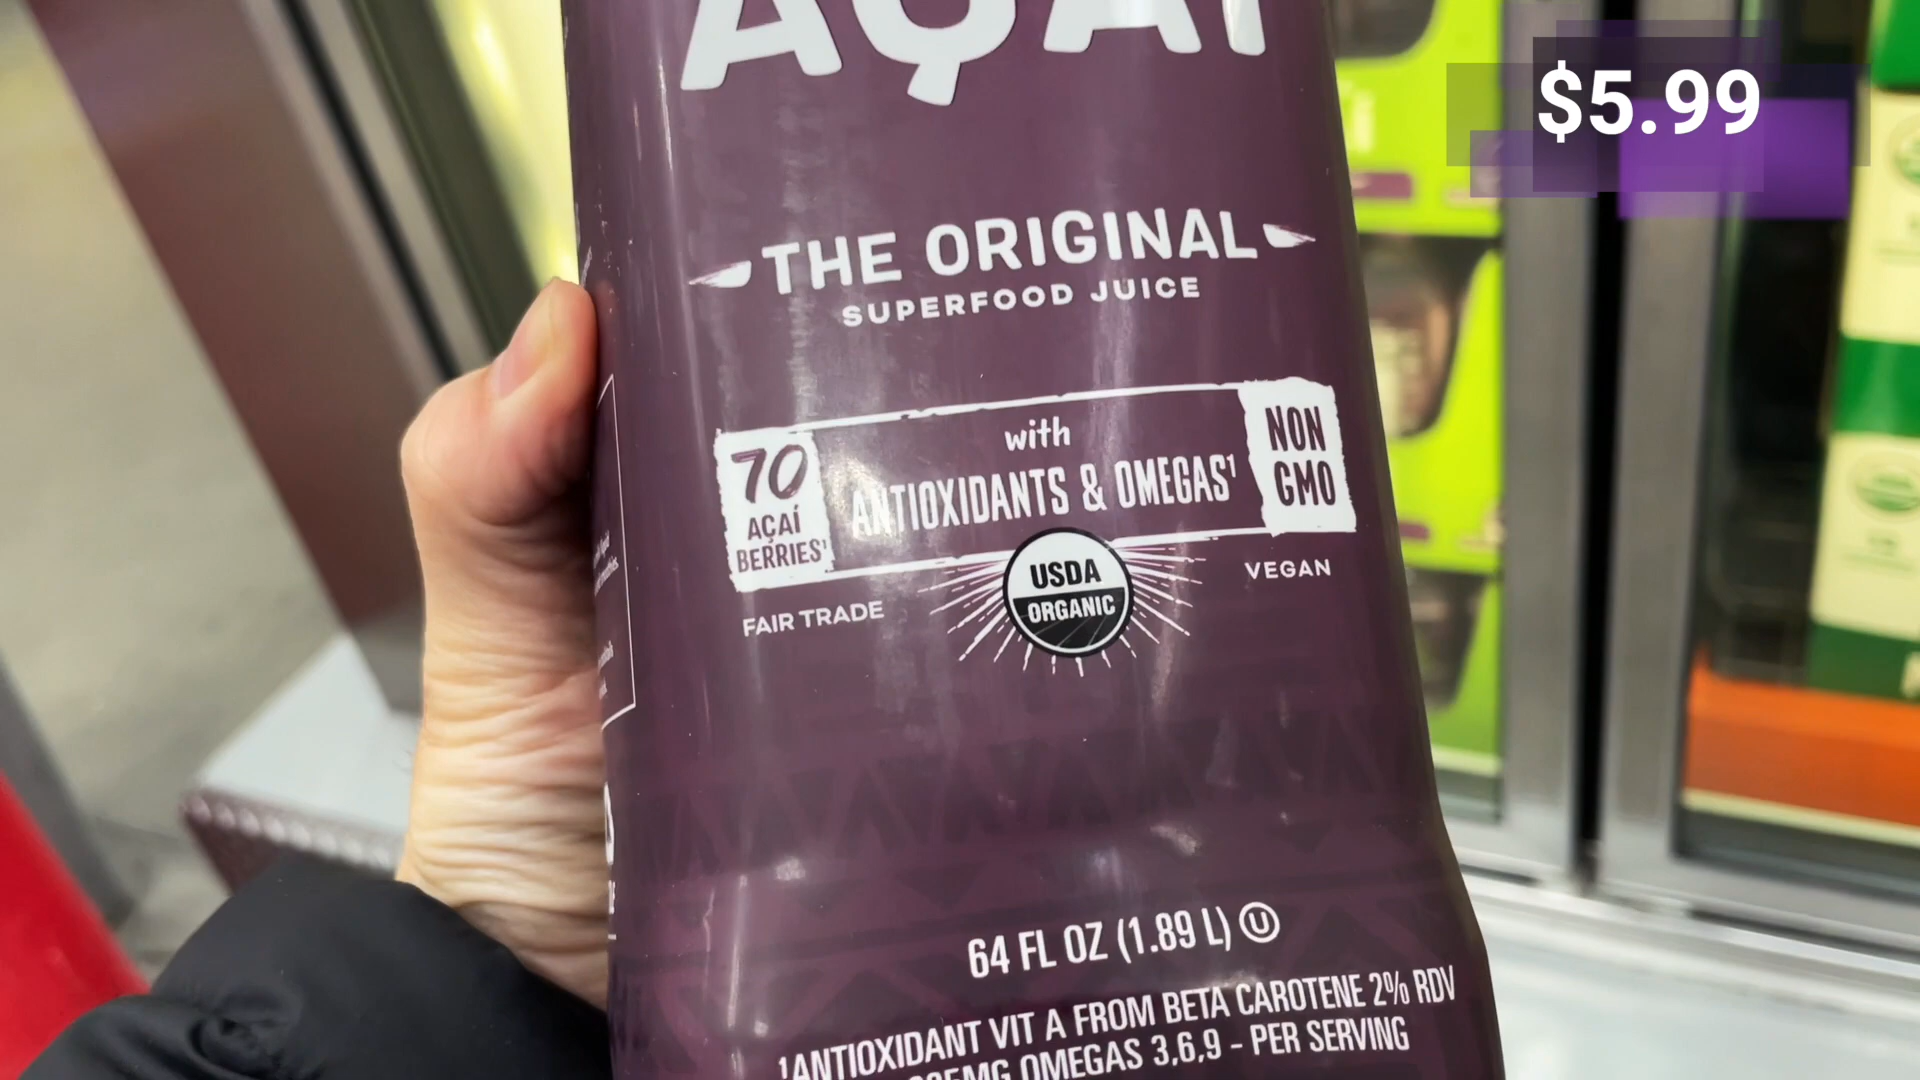 $5.99
AÇAÍ
THE ORIGINAL
SUPERFOOD JUICE
70
AÇAÍ
BERRIES¹
with
ANTIOXIDANTS & OMEGAS¹
NON
GMO
FAIR TRADE
USDA
ORGANIC
VEGAN
64 FL OZ (1.89 L) Ⓤ
¹ANTIOXIDANT VIT A FROM BETA CAROTENE 2% RDV
OMEGAS 3,6,9 - PER SERVING